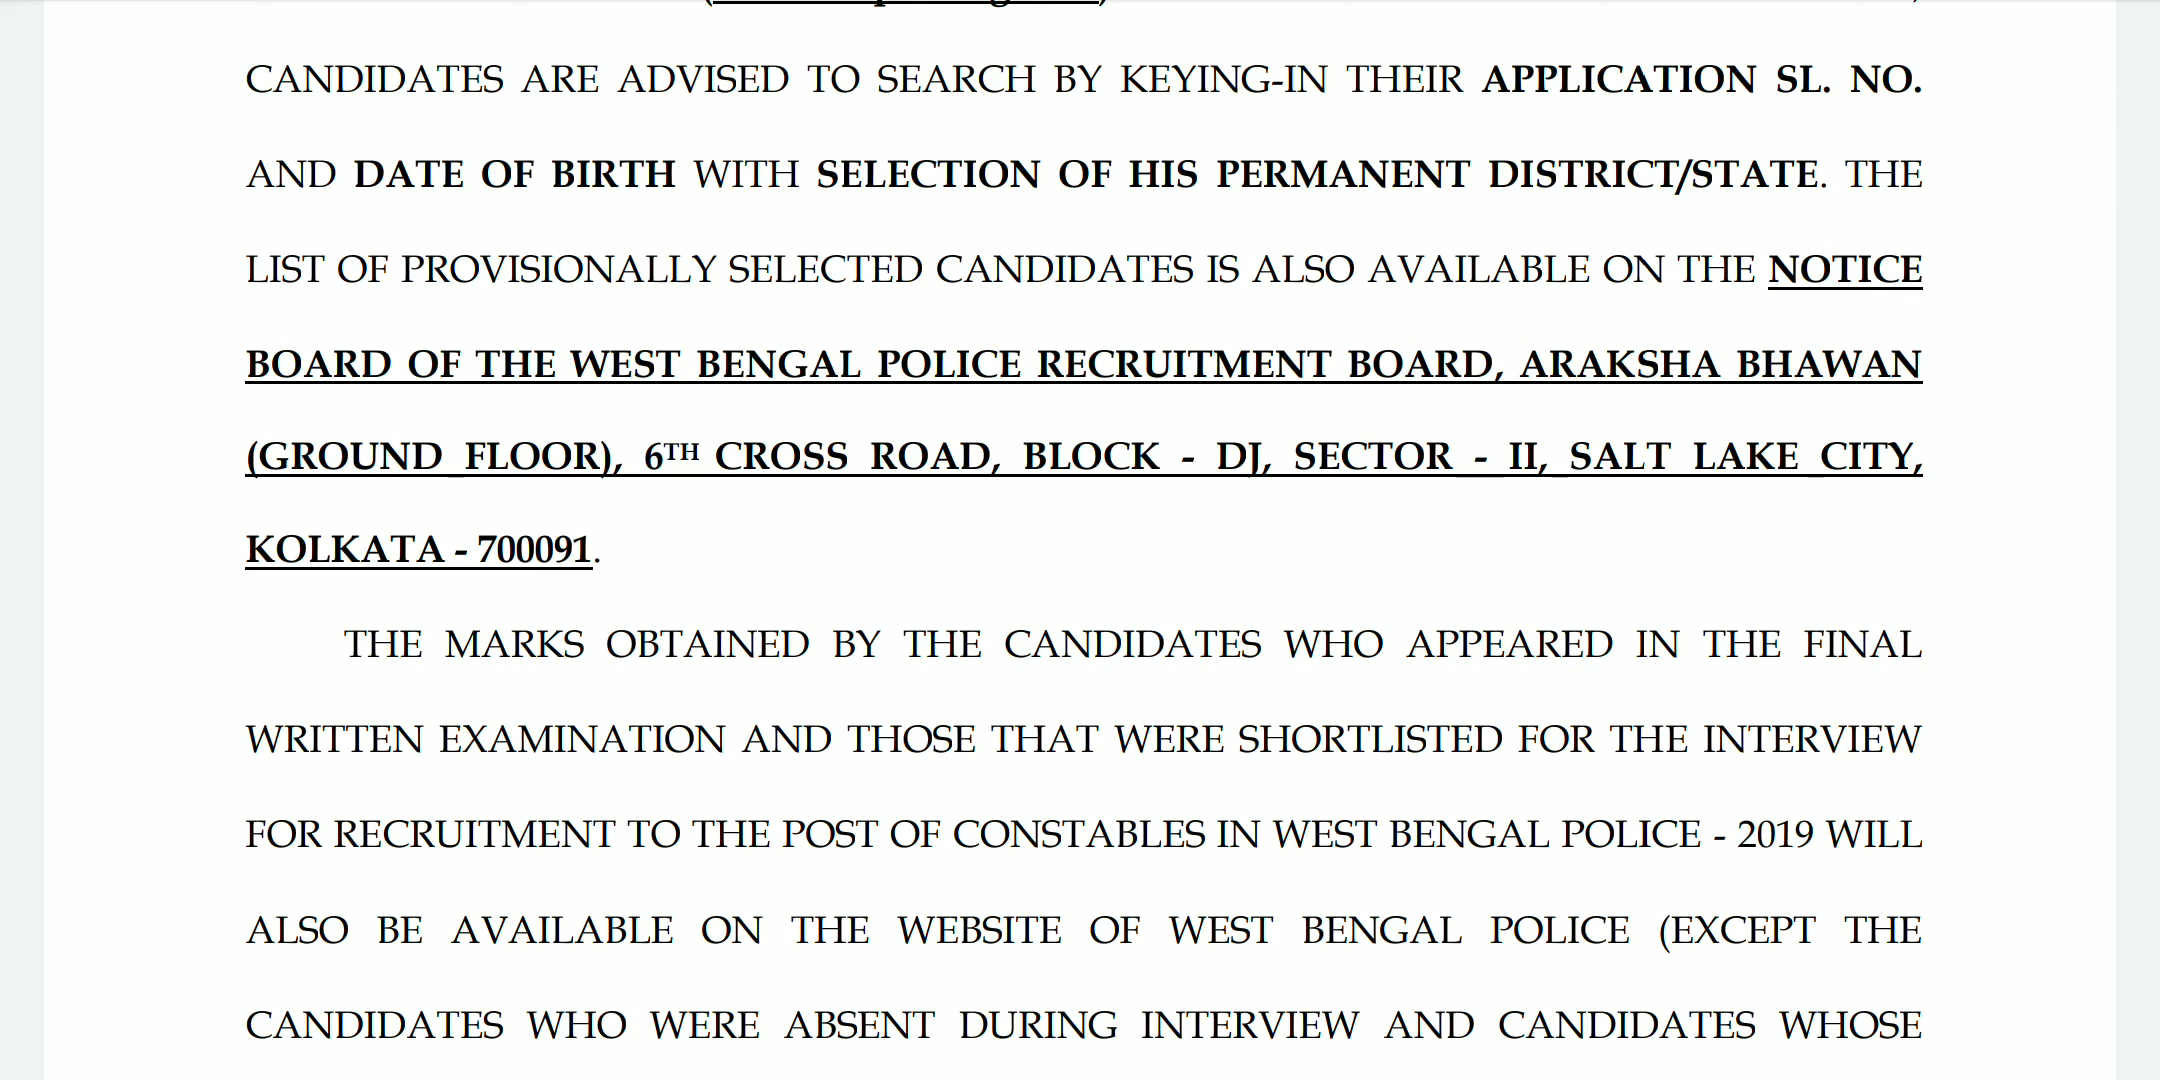 CANDIDATES ARE ADVISED TO SEARCH BY KEYING-IN THEIR APPLICATION SL. NO.
AND DATE OF BIRTH WITH SELECTION OF HIS PERMANENT DISTRICT/STATE. THE
LIST OF PROVISIONALLY SELECTED CANDIDATES IS ALSO AVAILABLE ON THE NOTICE
BOARD OF THE WEST BENGAL POLICE RECRUITMENT BOARD, ARAKSHA BHAWAN
(GROUND FLOOR), 6TH CROSS ROAD, BLOCK - DJ, SECTOR - II, SALT LAKE CITY,
KOLKATA - 700091.
THE MARKS OBTAINED BY THE CANDIDATES WHO APPEARED IN THE FINAL
WRITTEN EXAMINATION AND THOSE THAT WERE SHORTLISTED FOR THE INTERVIEW
FOR RECRUITMENT TO THE POST OF CONSTABLES IN WEST BENGAL POLICE - 2019 WILL
ALSO BE AVAILABLE ON THE WEBSITE OF WEST BENGAL POLICE (EXCEPT THE
CANDIDATES WHO WERE ABSENT DURING INTERVIEW AND CANDIDATES WHOSE